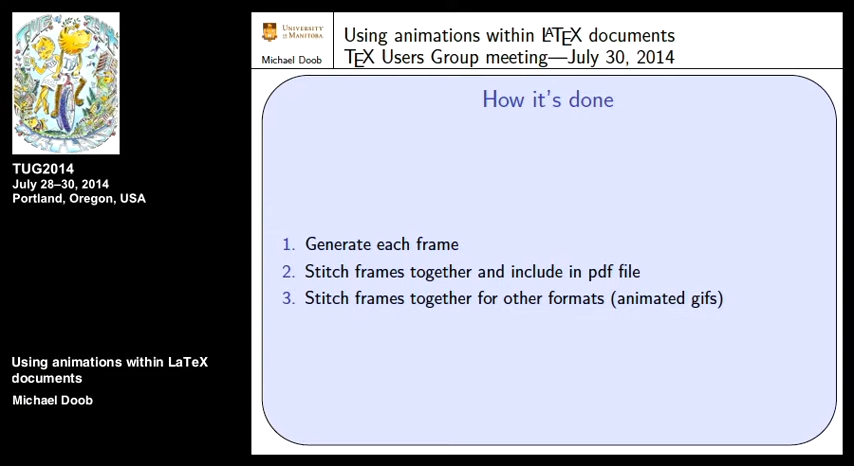 TUG2014
July 28–30, 2014
Portland, Oregon, USA
Using animations within LaTeX
documents
Michael Doob
UNIVERSITY
OF MANITOBA
Michael Doob
Using animations within LATEX documents
TEX Users Group meeting—July 30, 2014
How it's done
1. Generate each frame
2. Stitch frames together and include in pdf file
3. Stitch frames together for other formats (animated gifs)